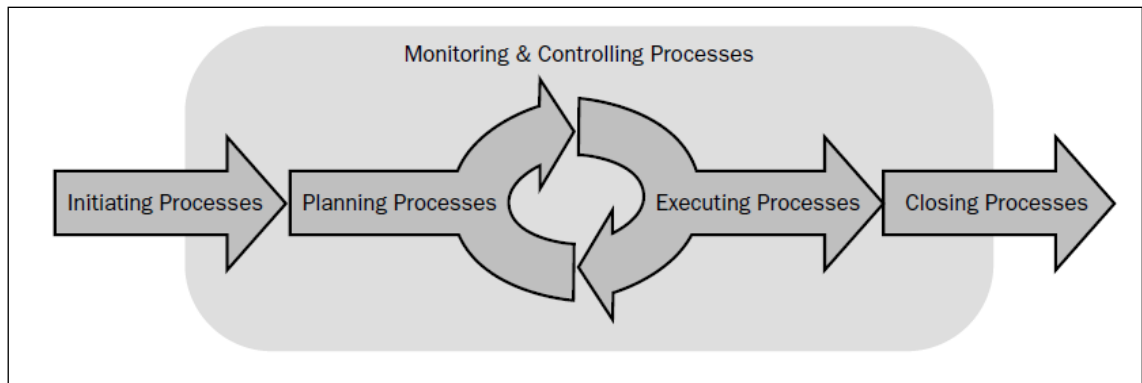 Monitoring & Controlling Processes
Initiating Processes
Planning Processes
Executing Processes
Closing Processes